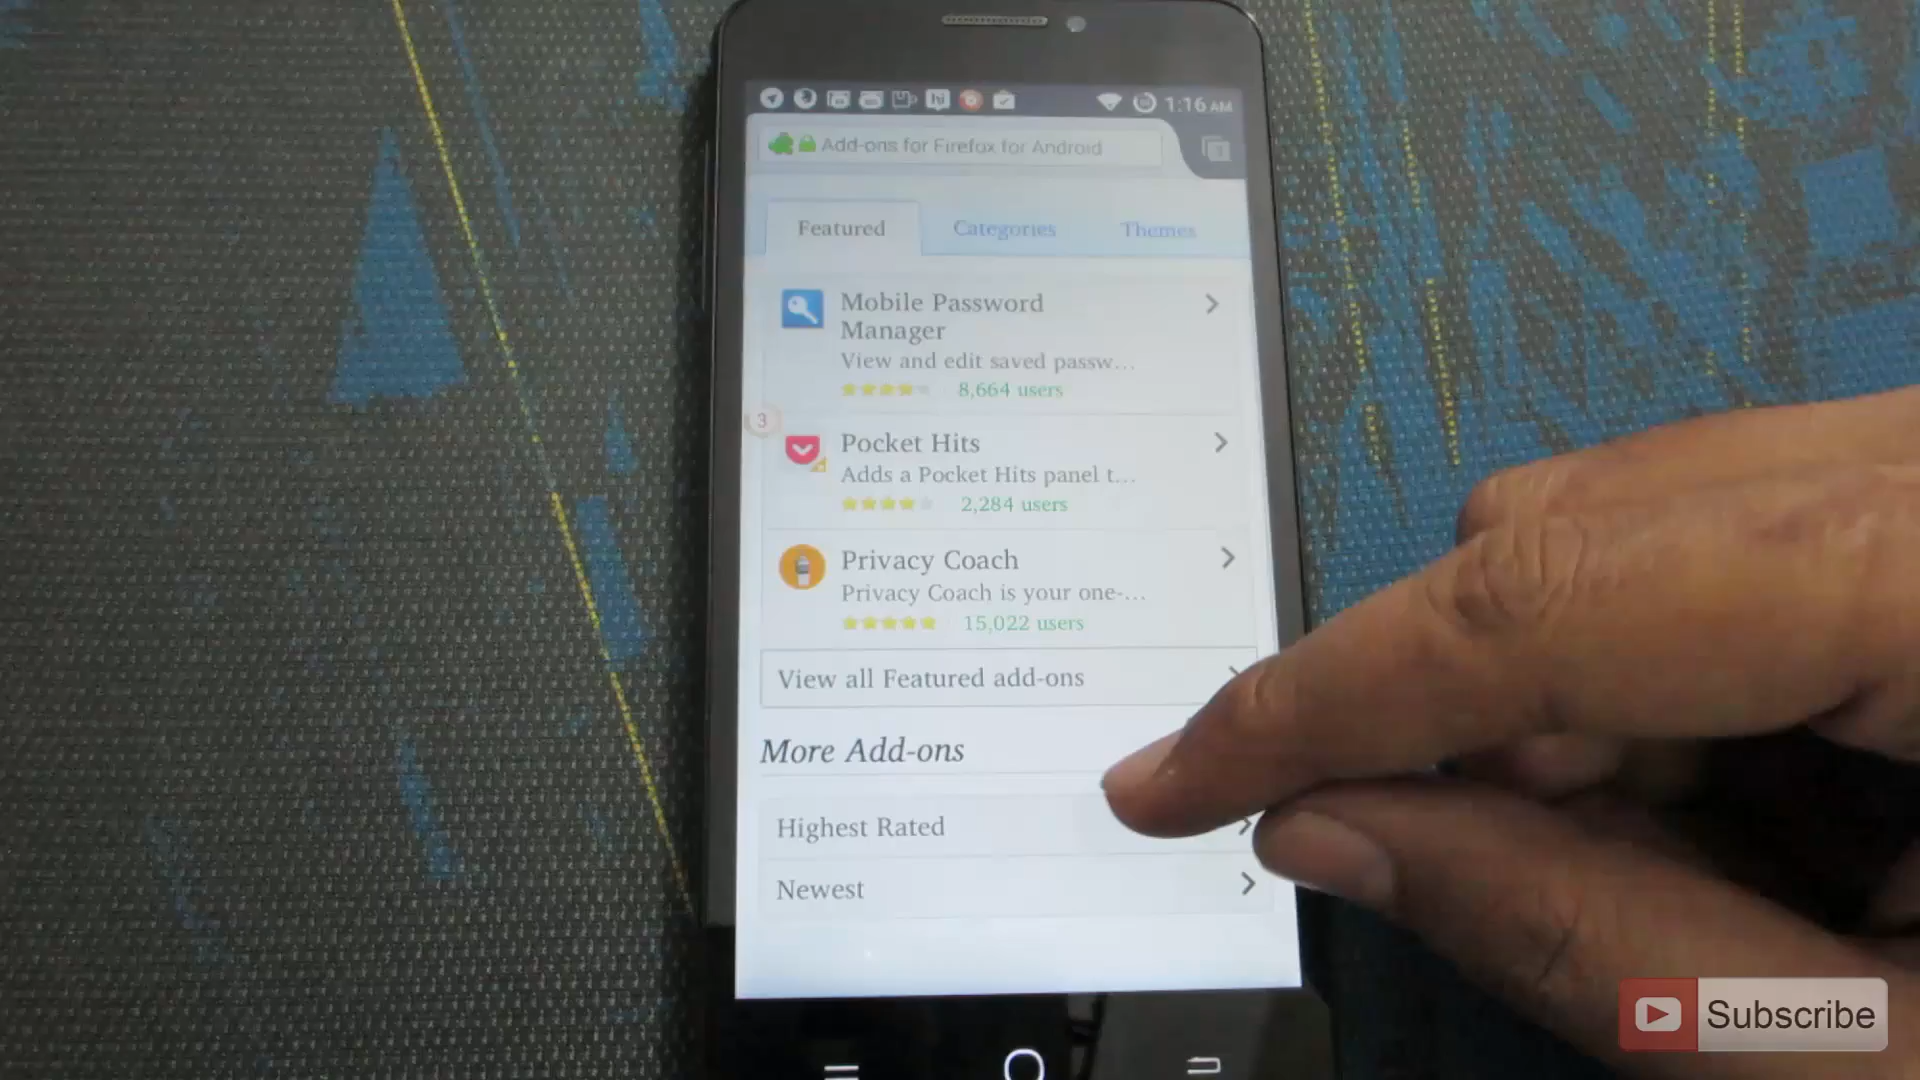 1:16 AM
Add-ons for Firefox for Android
Featured Categories Themes
Mobile Password
Manager
View and edit saved passw...
8,664 users
3
Pocket Hits
Adds a Pocket Hits panel t...
2,284 users
Privacy Coach
Privacy Coach is your one-...
15,022 users
View all Featured add-ons
More Add-ons
Highest Rated
Newest
Subscribe